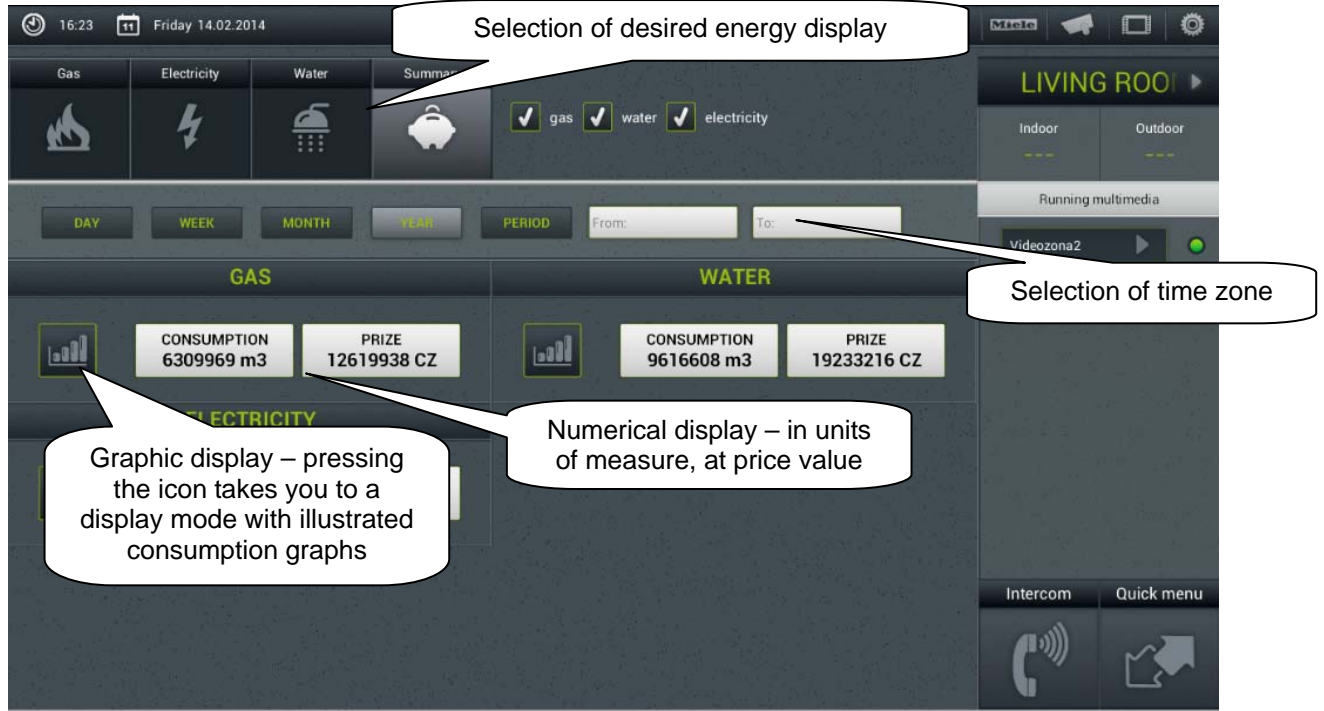 16:23
11
Friday 14.02.2014
Selection of desired energy display
Miele
Gas
Electricity
Water
gas
water
electricity
LIVING
Indoor
Outdoor
---
---
Running multimedia
DAY
WEEK
MONTH
YEAR
PERIOD
From:
To:
Videozona2
Selection of time zone
GAS
WATER
CONSUMPTION
6309969 m3
PRIZE
12619938 CZ
CONSUMPTION
9616608 m3
PRIZE
19233216 CZ
ELECTRICITY
Numerical display – in units
of measure, at price value
Graphic display – pressing
the icon takes you to a
display mode with illustrated
consumption graphs
Intercom
Quick menu